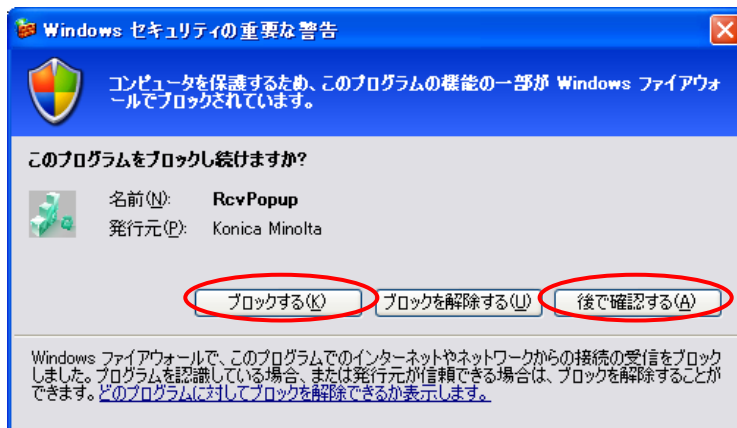 Windows セキュリティの重要な警告
コンピュータを保護するため、このプログラムの機能の一部が Windows ファイアウォ
ールでブロックされています。
このプログラムをブロックし続けますか?
名前(N): RcvPopup
発行元(P): Konica Minolta
ブロックする(K) ブロックを解除する(U) 後で確認する(A)
Windows ファイアウォールで、このプログラムでのインターネットやネットワークからの接続の受信をブロック
しました。プログラムを認識している場合、または発行元が信頼できる場合は、ブロックを解除することが
できます。どのプログラムに対してブロックを解除できるか表示します。